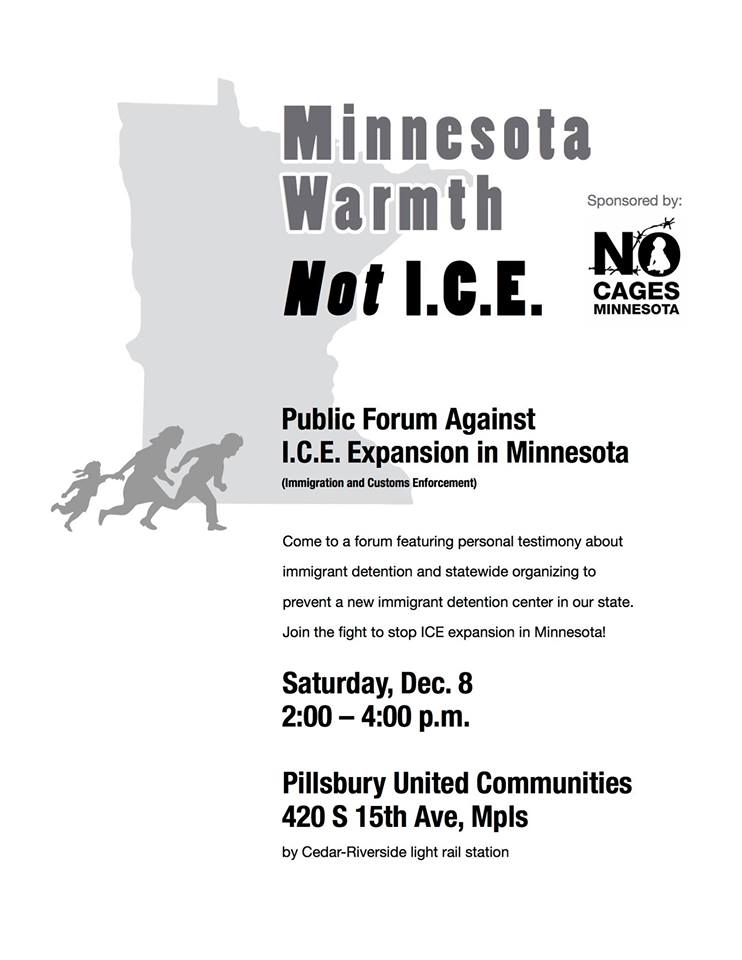 Minnesota
Warmth
Not I.C.E.
Sponsored by:
NO
CAGES
MINNESOTA
Public Forum Against
I.C.E. Expansion in Minnesota
(Immigration and Customs Enforcement)
Come to a forum featuring personal testimony about
immigrant detention and statewide organizing to
prevent a new immigrant detention center in our state.
Join the fight to stop ICE expansion in Minnesota!
Saturday, Dec. 8
2:00 – 4:00 p.m.
Pillsbury United Communities
420 S 15th Ave, Mpls
by Cedar-Riverside light rail station